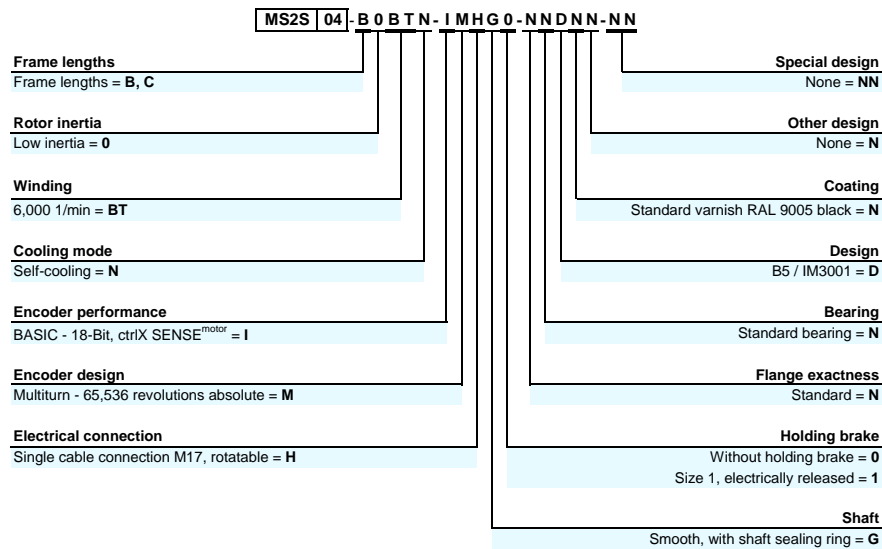 MS2S 04 - B 0 B T N - I M H G 0 - N N D N N - N N
Frame lengths
Frame lengths = B, C
Rotor inertia
Low inertia = 0
Winding
6,000 1/min = BT
Cooling mode
Self-cooling = N
Encoder performance
BASIC - 18-Bit, ctrlX SENSEmotor = I
Encoder design
Multiturn - 65,536 revolutions absolute = M
Electrical connection
Single cable connection M17, rotatable = H
Special design
None = NN
Other design
None = N
Coating
Standard varnish RAL 9005 black = N
Design
B5 / IM3001 = D
Bearing
Standard bearing = N
Flange exactness
Standard = N
Holding brake
Without holding brake = 0
Size 1, electrically released = 1
Shaft
Smooth, with shaft sealing ring = G